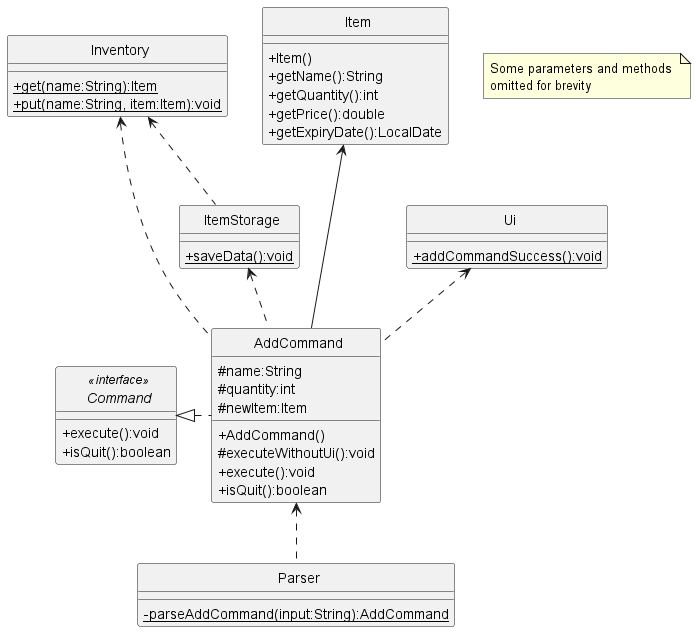 Inventory
+get(name:String):Item
+put(name:String, item:Item):void
Item
+Item()
+getName():String
+getQuantity():int
+getPrice():double
+getExpiryDate():LocalDate
Some parameters and methods
omitted for brevity
ItemStorage
+saveData():void
Ui
+addCommandSuccess():void
«interface»
Command
+execute():void
+isQuit():boolean
AddCommand
#name:String
#quantity:int
#newItem:Item
+AddCommand()
#executeWithoutUi():void
+execute():void
+isQuit():boolean
Parser
-parseAddCommand(input:String):AddCommand